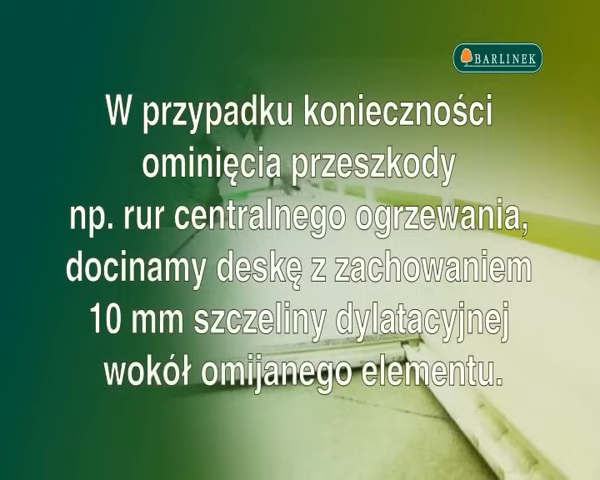 BARLINEK
W przypadku konieczności
ominięcia przeszkody
np. rur centralnego ogrzewania,
docinamy deskę z zachowaniem
10 mm szczeliny dylatacyjnej
wokół omijanego elementu.